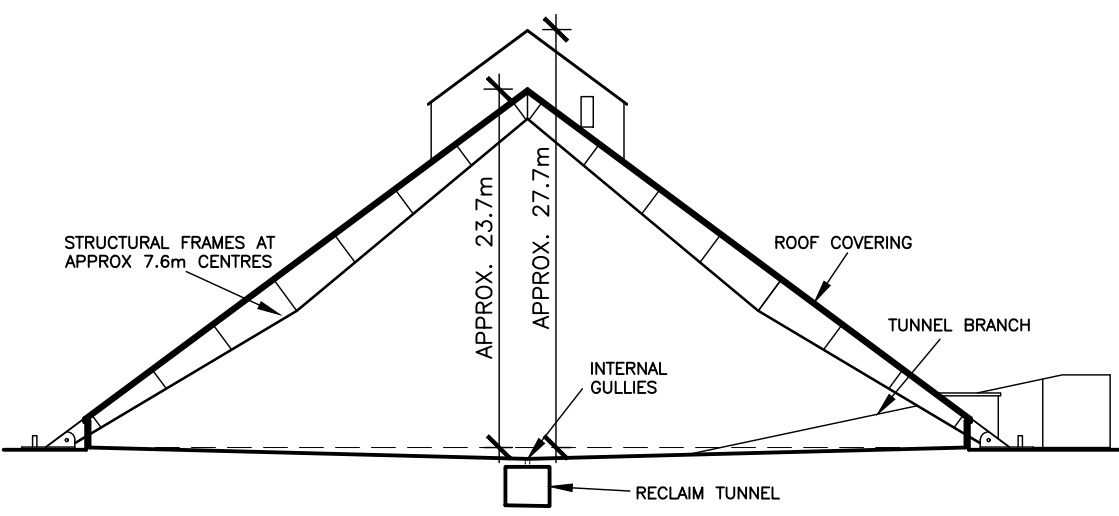 APPROX. 23.7m
APPROX. 27.7m
STRUCTURAL FRAMES AT
APPROX 7.6m CENTRES
ROOF COVERING
TUNNEL BRANCH
INTERNAL
GULLIES
RECLAIM TUNNEL